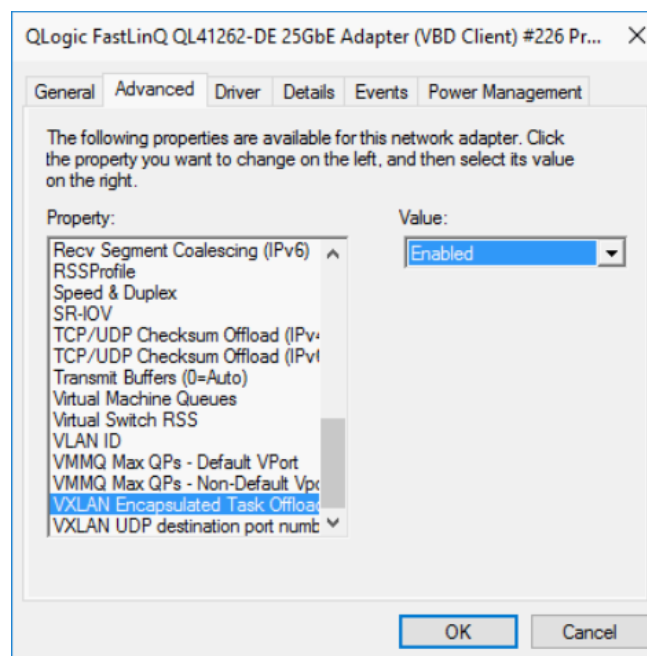 QLogic FastLinQ QL41262-DE 25GbE Adapter (VBD Client) #226 Pr...
General Advanced Driver Details Events Power Management
The following properties are available for this network adapter. Click
the property you want to change on the left, and then select its value
on the right.
Property:
Value:
Recv Segment Coalescing (IPv6)
RSSProfile
Speed & Duplex
SR-IOV
TCP/UDP Checksum Offload (IPv4
TCP/UDP Checksum Offload (IPv6
Transmit Buffers (0=Auto)
Virtual Machine Queues
Virtual Switch RSS
VLAN ID
VMMQ Max QPs - Default VPort
VMMQ Max QPs - Non-Default Vpo
VXLAN Encapsulated Task Offload
VXLAN UDP destination port numb
Enabled
OK
Cancel